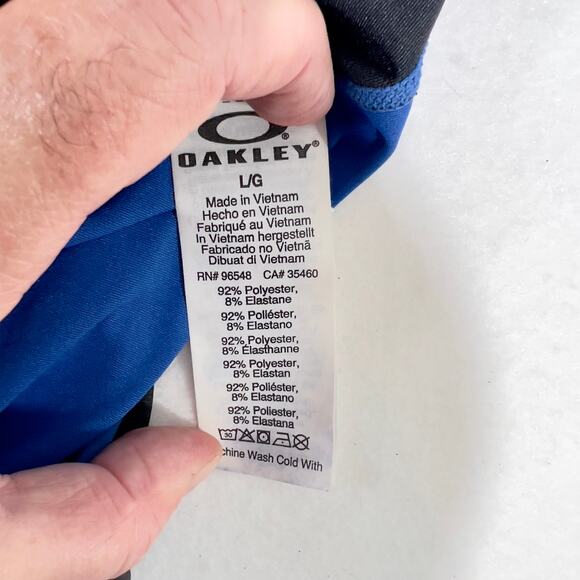 OAKLEY®
L/G
Made in Vietnam
Hecho en Vietnam
Fabriqué au Vietnam
In Vietnam hergestellt
Fabricado no Vietnã
Dibuat di Vietnam
RN# 96548 CA# 35460
92% Polyester,
8% Elastane
92% Poliéster,
8% Elastano
92% Polyester,
8% Élasthanne
92% Polyester,
8% Elastan
92% Poliéster,
8% Elastano
92% Poliester,
8% Elastana
30
chine Wash Cold With